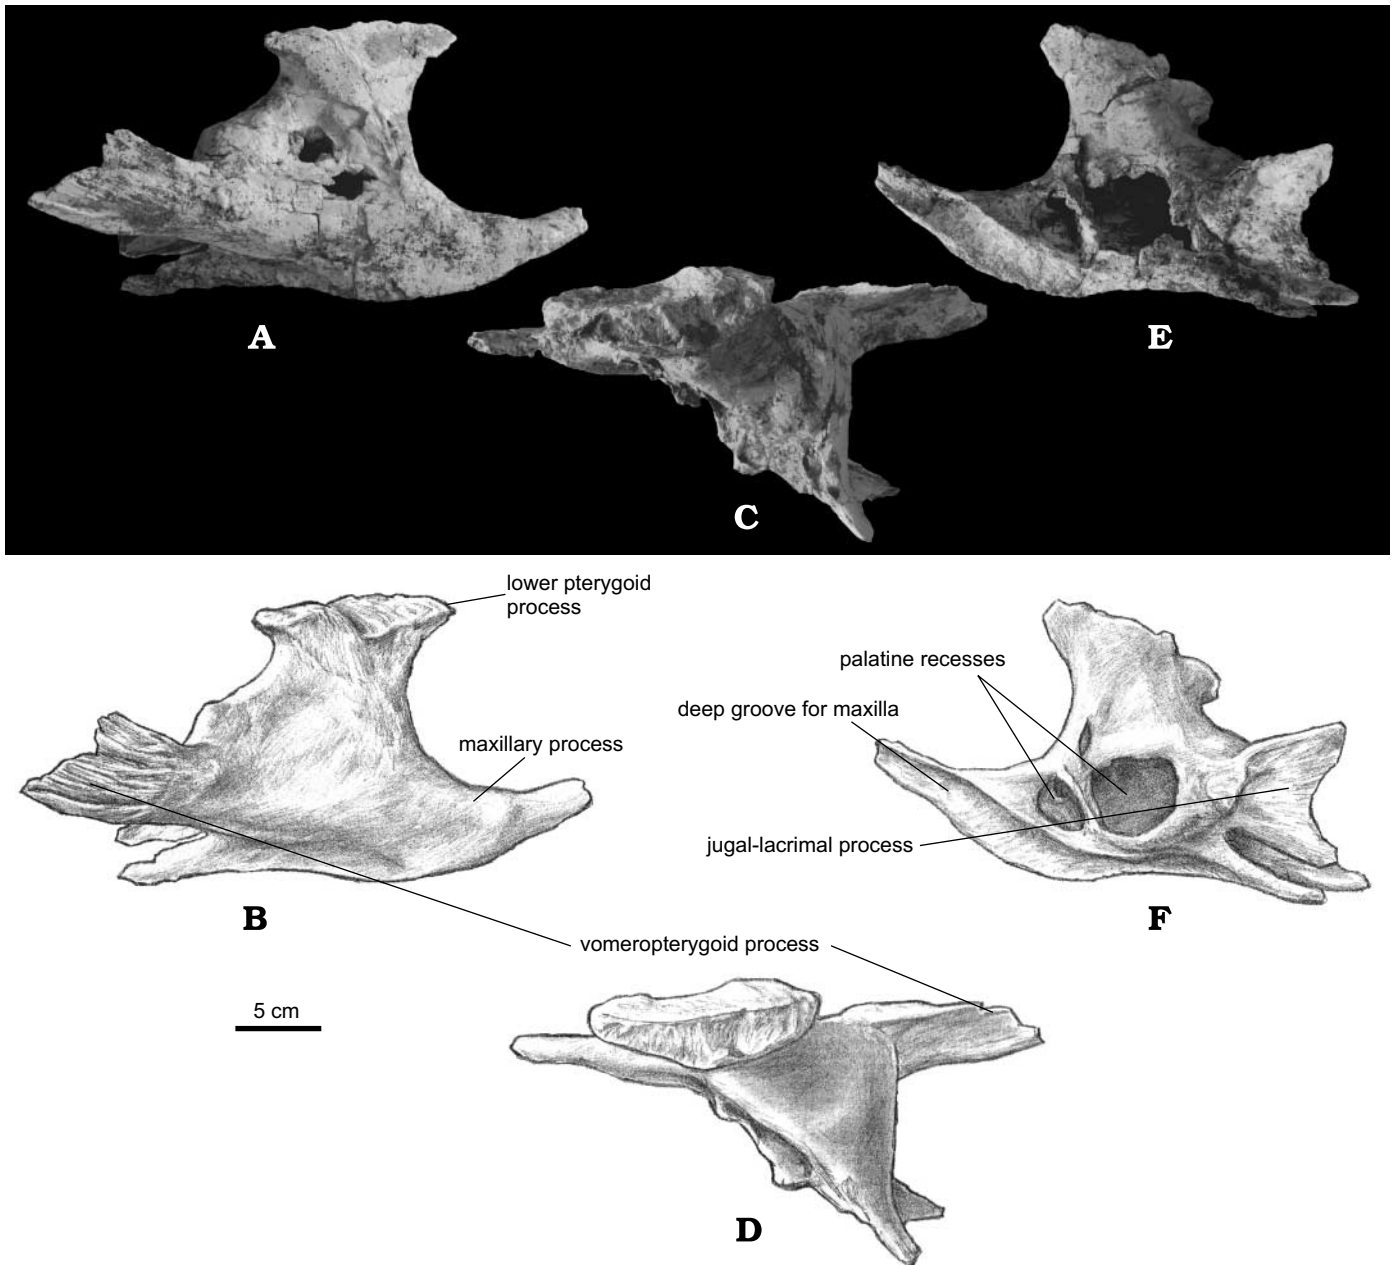 A
E
C
lower pterygoid
process
palatine recesses
deep groove for maxilla
maxillary process
jugal-lacrimal process
B
F
vomeropterygoid process
5 cm
D